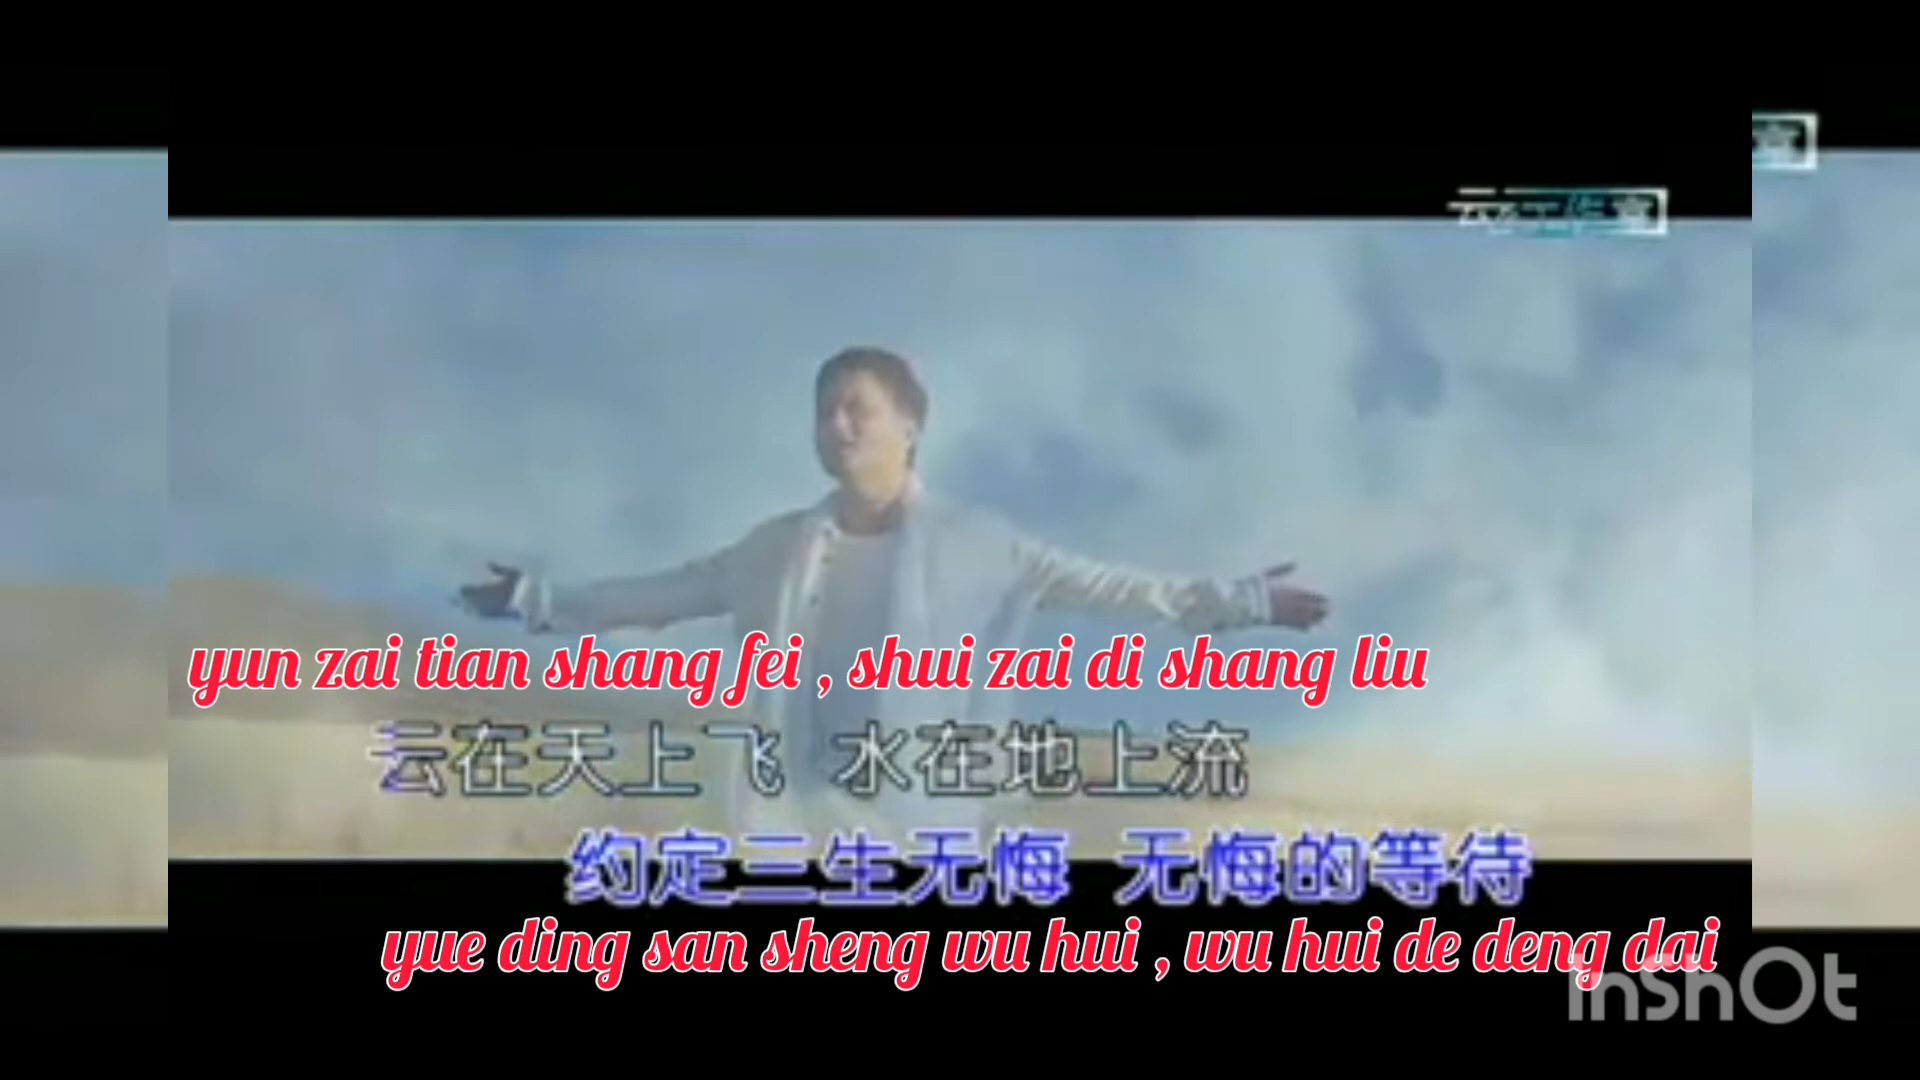 yun zai tian shang fei , shui zai di shang liu
云在天上飞 水在地上流
约定三生无悔 无悔的等待
yue ding san sheng wu hui , wu hui de deng dai
InShOt